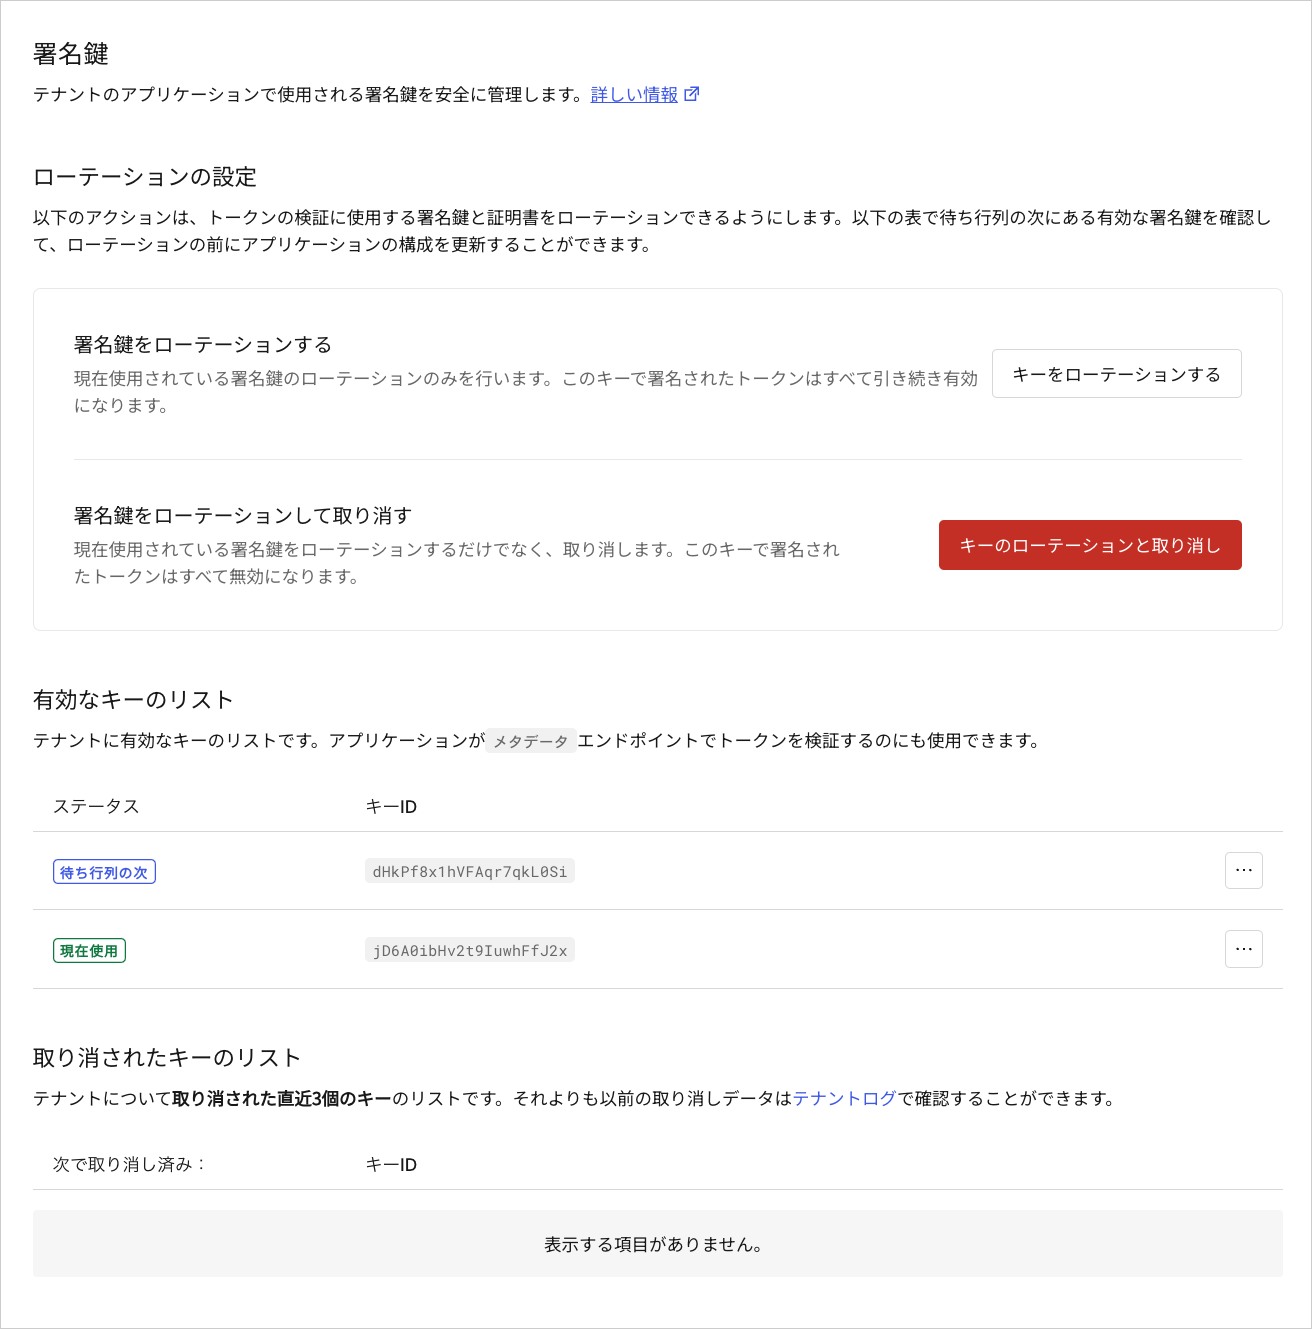 署名鍵
テナントのアプリケーションで使用される署名鍵を安全に管理します。詳しい情報
ローテーションの設定
以下のアクションは、トークンの検証に使用する署名鍵と証明書をローテーションできるようにします。以下の表で待ち行列の次にある有効な署名鍵を確認し
て、ローテーションの前にアプリケーションの構成を更新することができます。
署名鍵をローテーションする
現在使用されている署名鍵のローテーションのみを行います。このキーで署名されたトークンはすべて引き続き有効
になります。
キーをローテーションする
署名鍵をローテーションして取り消す
現在使用されている署名鍵をローテーションするだけでなく、取り消します。このキーで署名され
たトークンはすべて無効になります。
キーのローテーションと取り消し
有効なキーのリスト
テナントに有効なキーのリストです。アプリケーションがメタデータエンドポイントでトークンを検証するのにも使用できます。
ステータス キーID
待ち行列の次 dHkPf8x1hVFAqr7qkL0Si
現在使用 jD6A0ibHv2t9IuwhFfJ2x
取り消されたキーのリスト
テナントについて取り消された直近3個のキーのリストです。それよりも以前の取り消しデータはテナントログで確認することができます。
次で取り消し済み： キーID
表示する項目がありません。